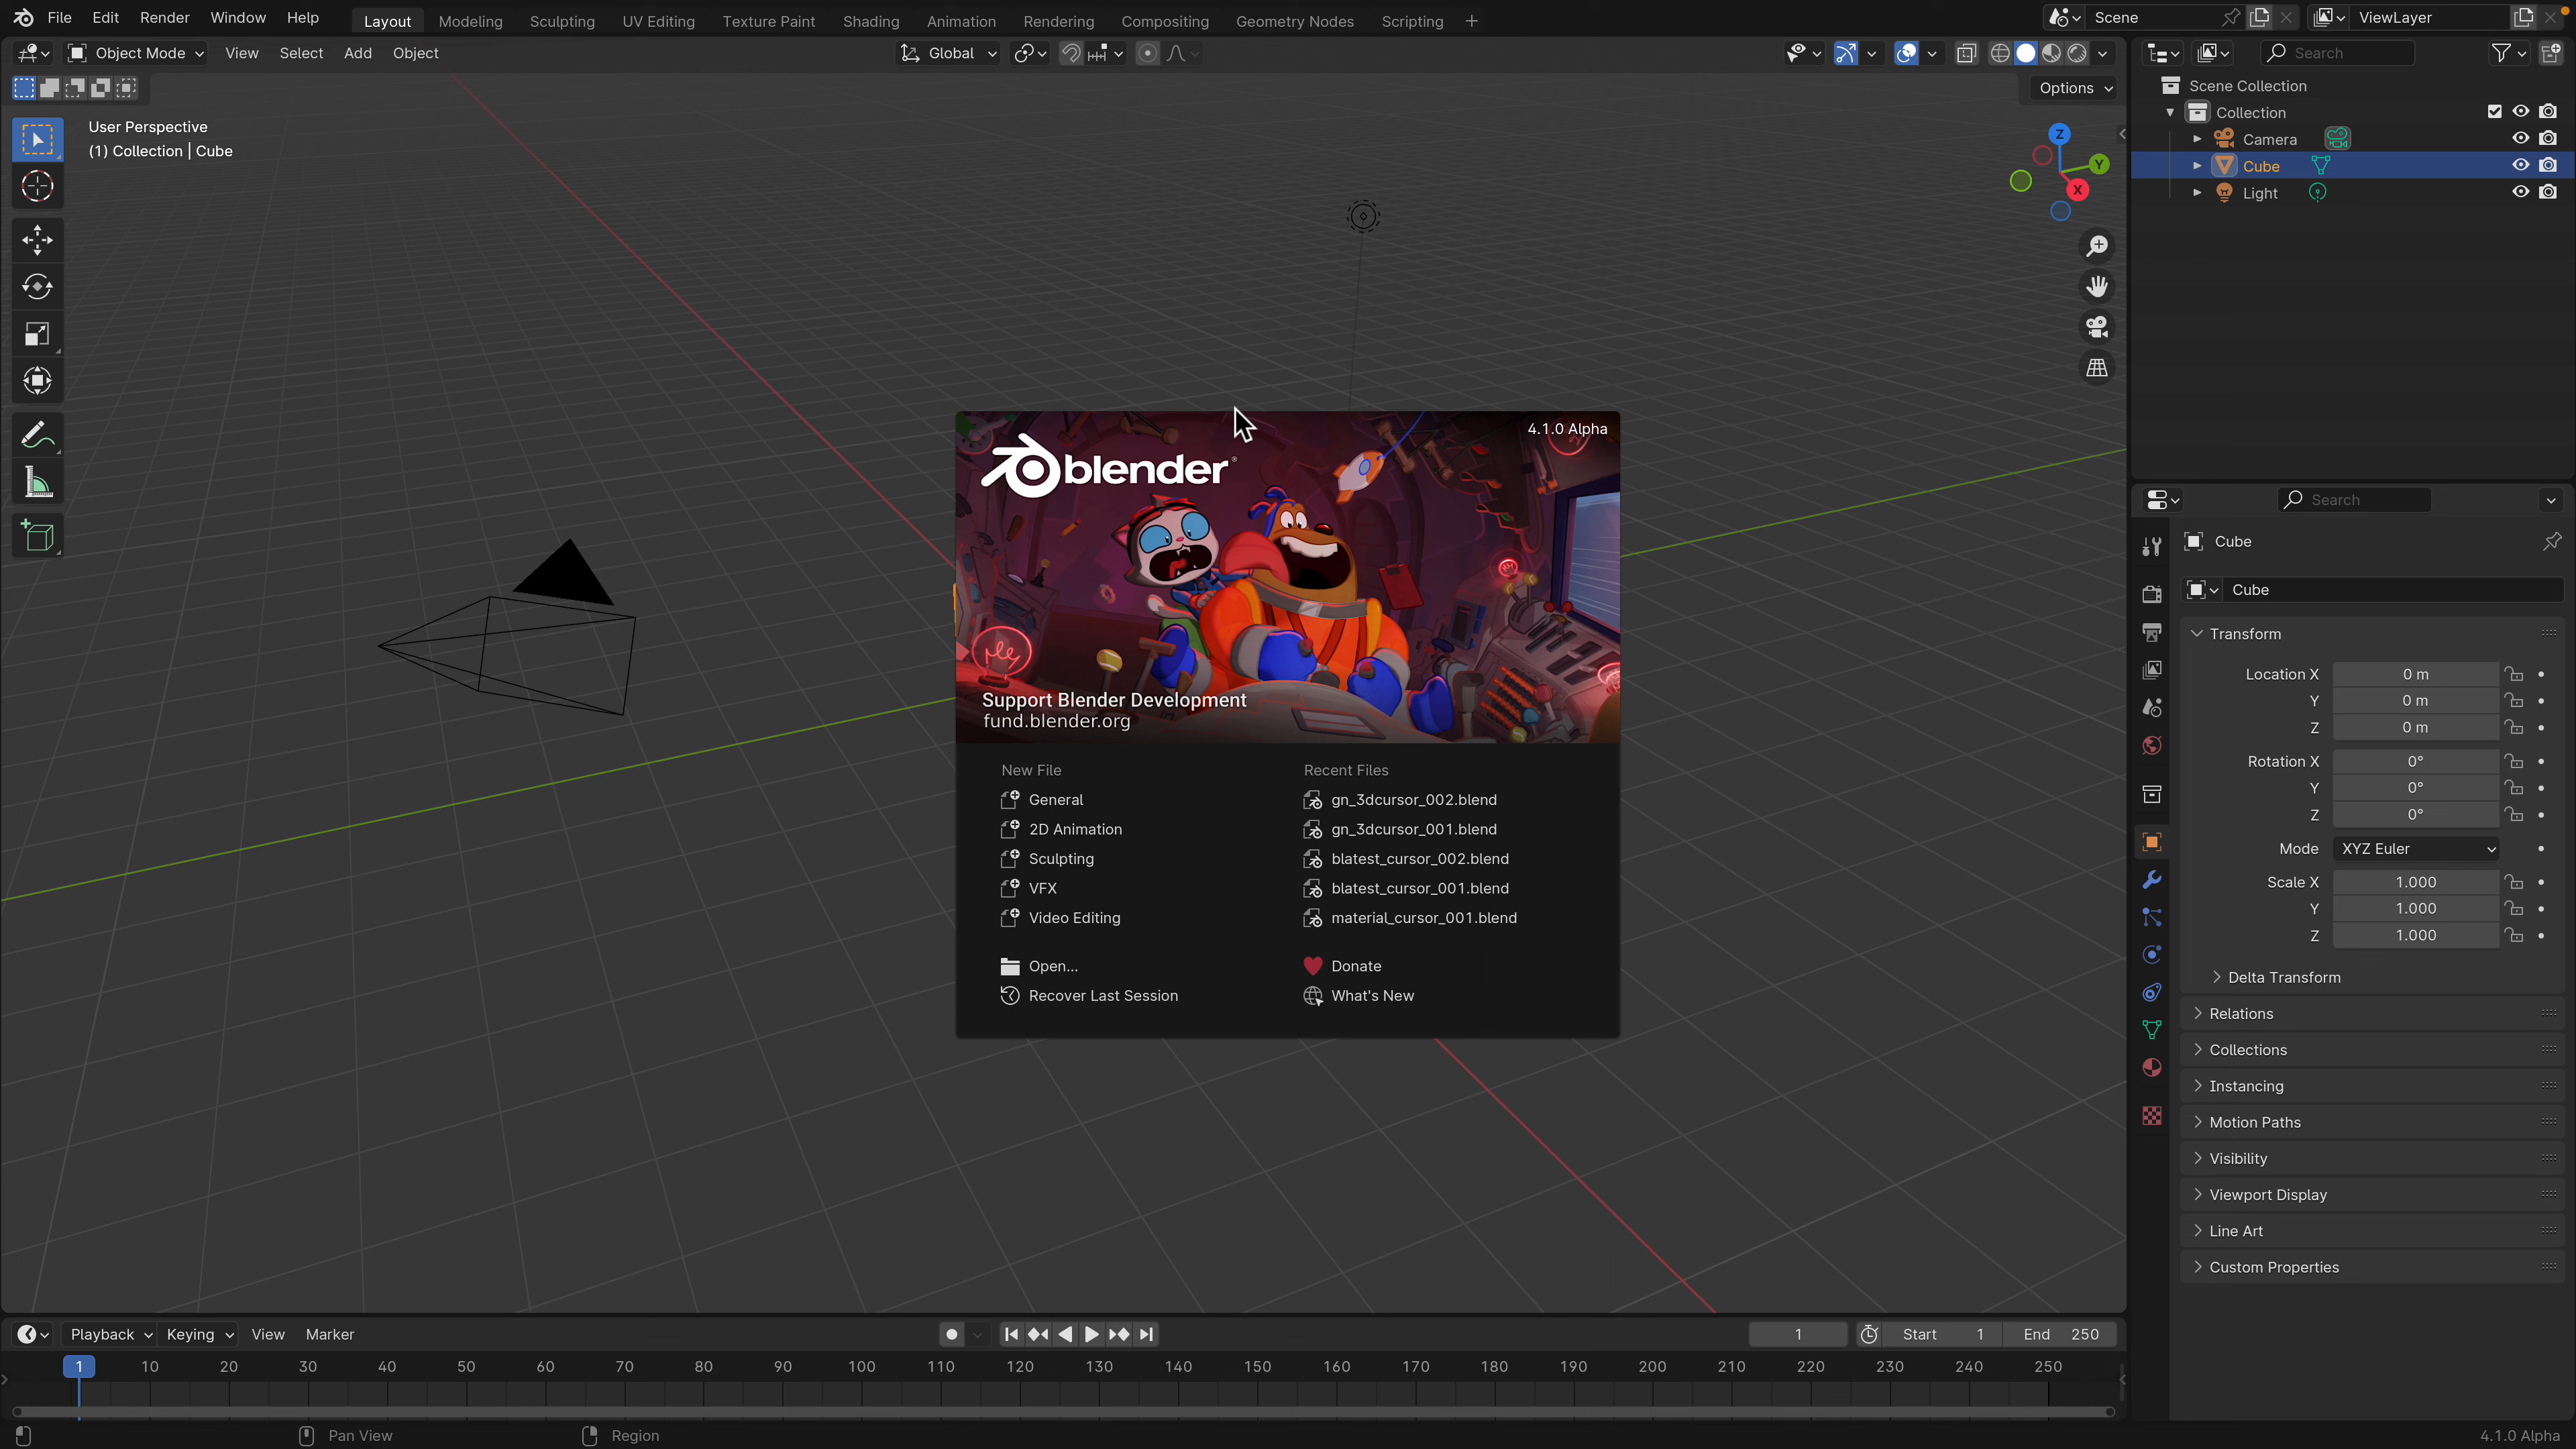 File Edit Render Window Help Layout Modeling Sculpting UV Editing Texture Paint Shading Animation Rendering Compositing Geometry Nodes Scripting + Scene ViewLayer
Object Mode View Select Add Object Global Search
Options
User Perspective
(1) Collection | Cube
Z
Y
X
Scene Collection
Collection
Camera
Cube
Light
4.1.0 Alpha
blender
Support Blender Development
fund.blender.org
New File
General
2D Animation
Sculpting
VFX
Video Editing
Open...
Recover Last Session
Recent Files
gn_3dcursor_002.blend
gn_3dcursor_001.blend
blatest_cursor_002.blend
blatest_cursor_001.blend
material_cursor_001.blend
Donate
What's New
Search
Cube
Cube
Transform
Location X 0 m
Y 0 m
Z 0 m
Rotation X 0°
Y 0°
Z 0°
Mode XYZ Euler
Scale X 1.000
Y 1.000
Z 1.000
Delta Transform
Relations
Collections
Instancing
Motion Paths
Visibility
Viewport Display
Line Art
Custom Properties
Playback Keying View Marker 1 Start 1 End 250
1 10 20 30 40 50 60 70 80 90 100 110 120 130 140 150 160 170 180 190 200 210 220 230 240 250
Pan View Region 4.1.0 Alpha